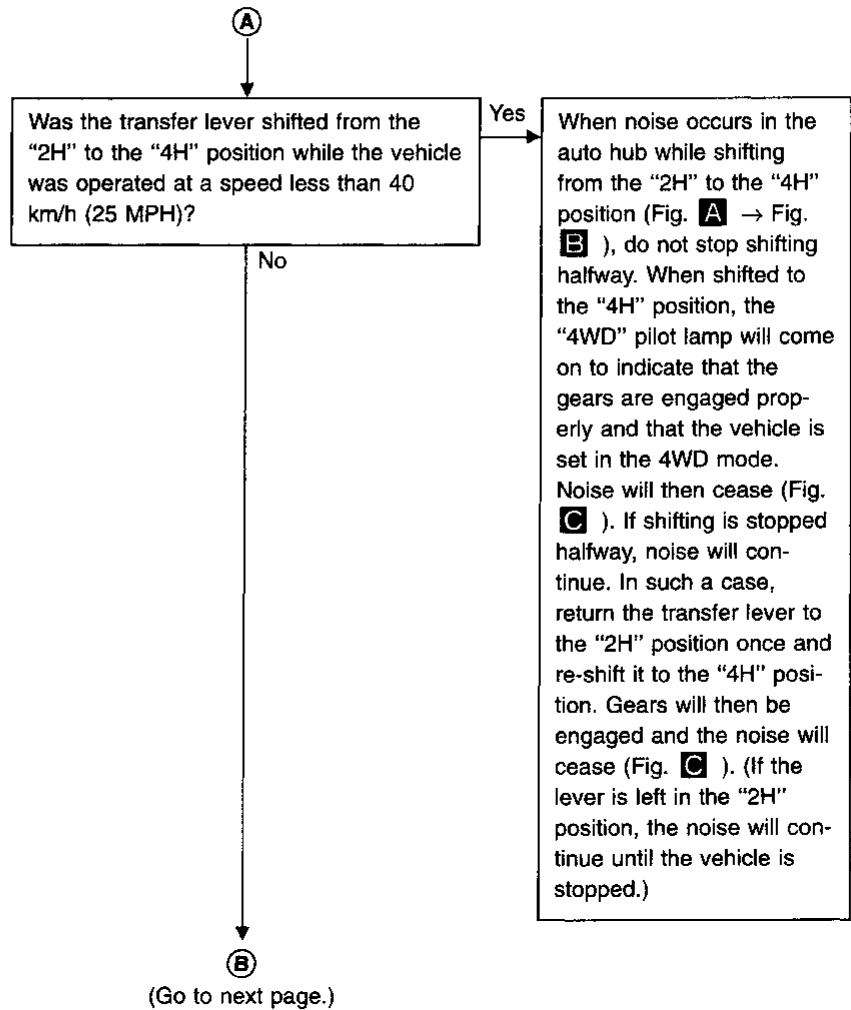 A
Was the transfer lever shifted from the
“2H” to the “4H” position while the vehicle
was operated at a speed less than 40
km/h (25 MPH)?
Yes
When noise occurs in the
auto hub while shifting
from the “2H” to the “4H”
position (Fig. A → Fig.
B ), do not stop shifting
halfway. When shifted to
the “4H” position, the
“4WD” pilot lamp will come
on to indicate that the
gears are engaged prop-
erly and that the vehicle is
set in the 4WD mode.
Noise will then cease (Fig.
C ). If shifting is stopped
halfway, noise will con-
tinue. In such a case,
return the transfer lever to
the “2H” position once and
re-shift it to the “4H” posi-
tion. Gears will then be
engaged and the noise will
cease (Fig. C ). (If the
lever is left in the “2H”
position, the noise will con-
tinue until the vehicle is
stopped.)
No
B
(Go to next page.)